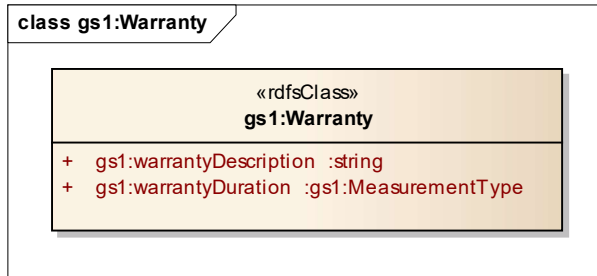 class gs1:Warranty
«rdfsClass»
gs1:Warranty
+ gs1:warrantyDescription :string
+ gs1:warrantyDuration :gs1:MeasurementType